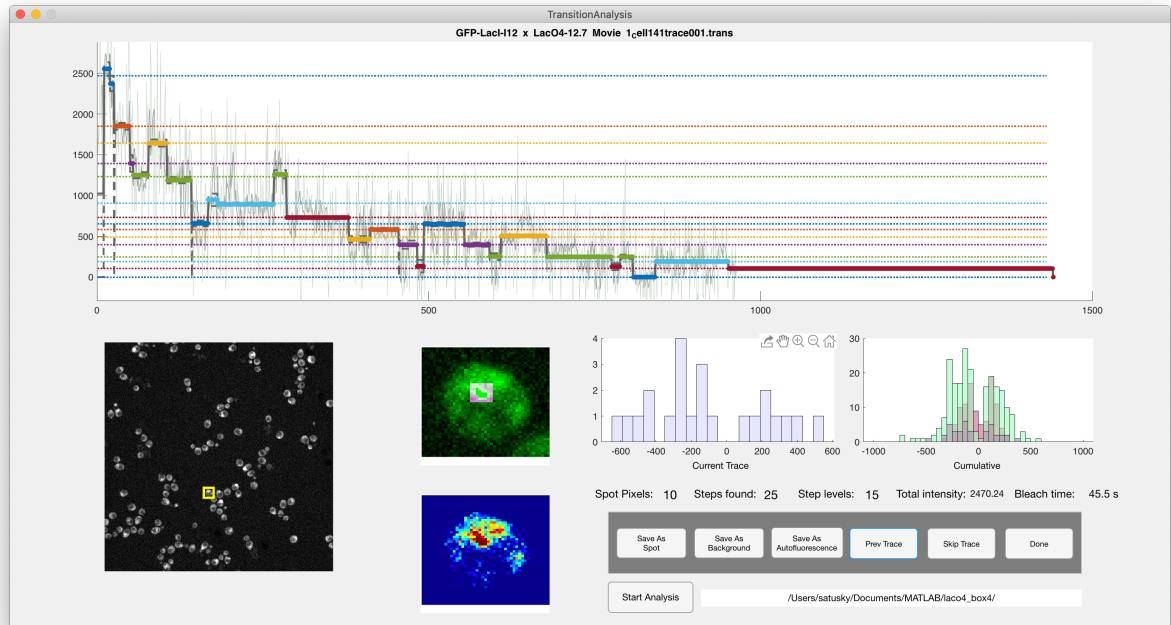 TransitionAnalysis
GFP-LacI-I12 x LacO4-12.7 Movie 1cell141trace001.trans
2500
2000
1500
1000
500
0
0 500 1000 1500
4
3
2
1
0
-600 -400 -200 0 200 400 600
Current Trace
30
20
10
0
-1000 -500 0 500 1000
Cumulative
Spot Pixels: 10 Steps found: 25 Step levels: 15 Total intensity: 2470.24 Bleach time: 45.5 s
Save As Spot
Save As Background
Save As Autofluorescence
Prev Trace
Skip Trace
Done
Start Analysis
/Users/satusky/Documents/MATLAB/laco4_box4/